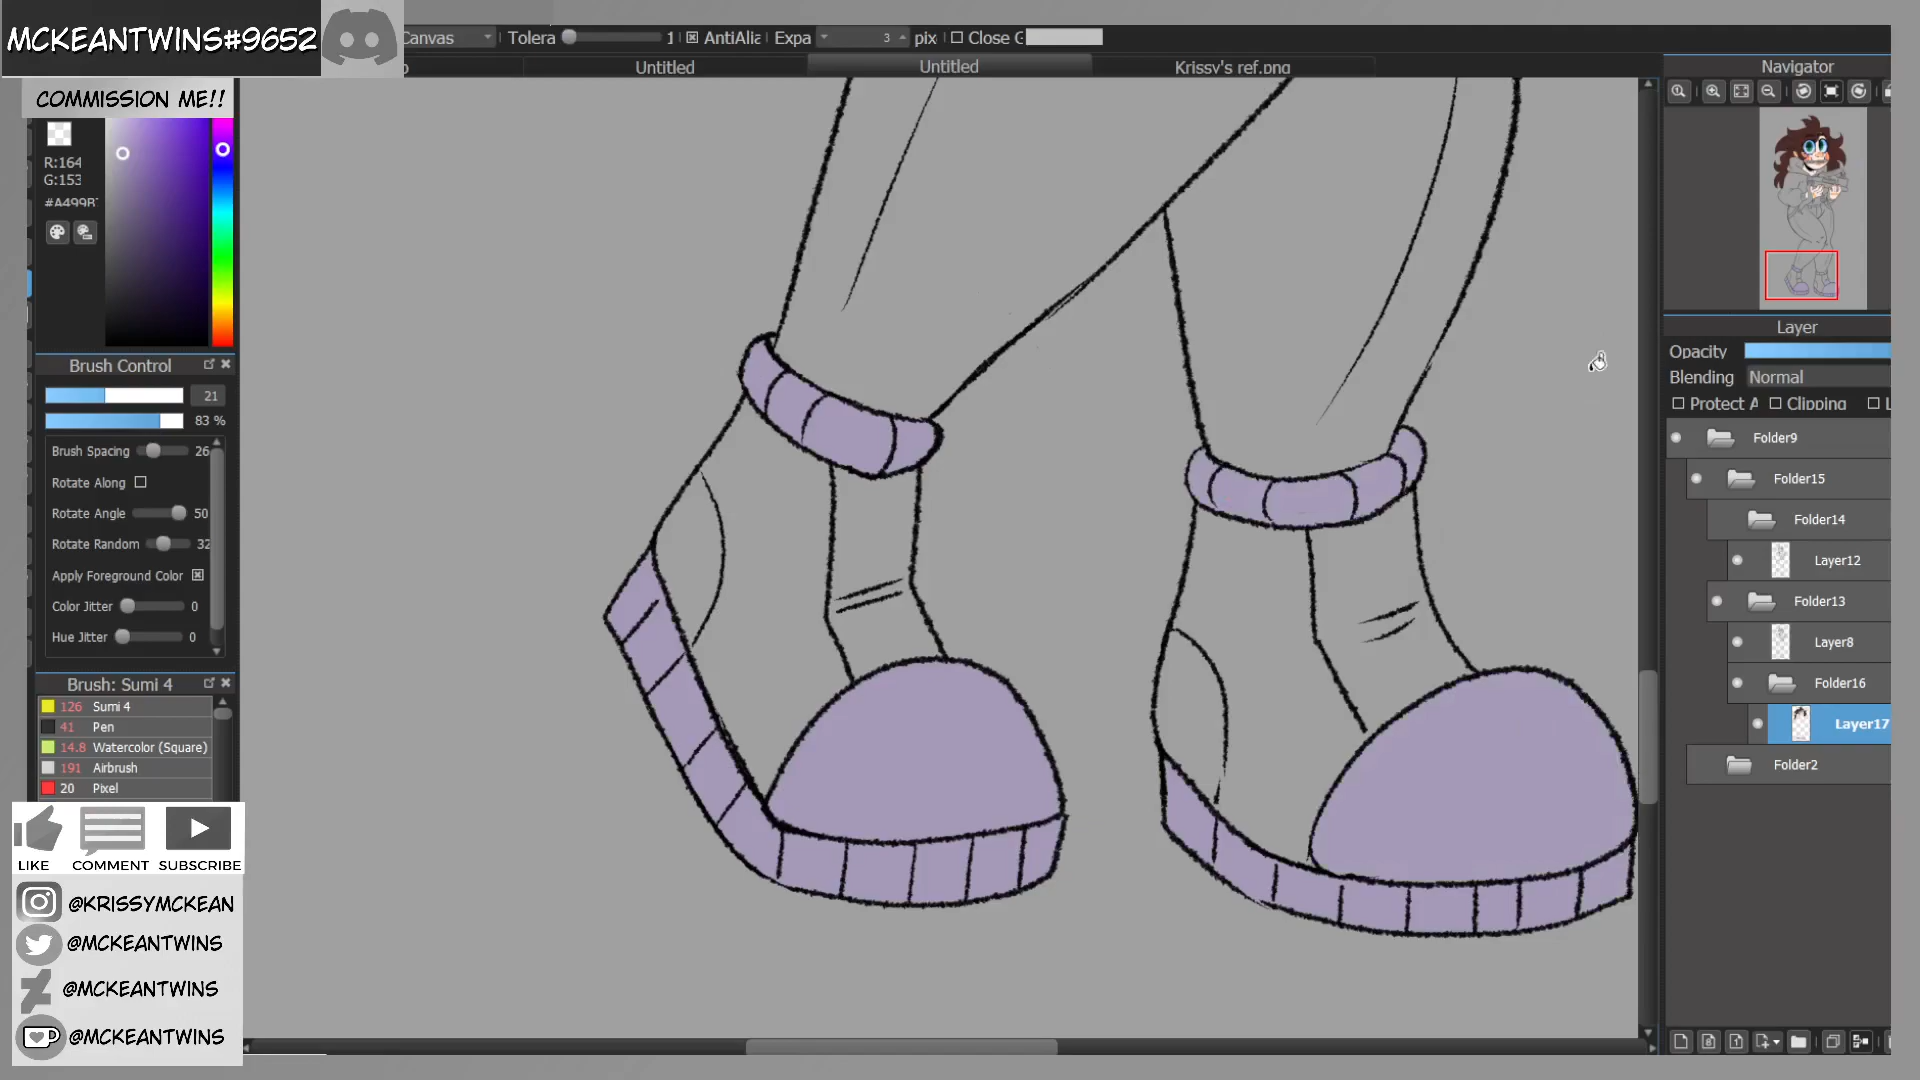 MCKEANTWINS#9652
COMMISSION ME!!
Canvas Tolera 1 AntiAlia Expa 3 pix Close G
Untitled Untitled Krissy's ref.png
R:164
G:153
Brush Control
21
83 %
Brush Spacing 26
Rotate Along
Rotate Angle 50
Rotate Random 32
Apply Foreground Color
Color Jitter 0
Hue Jitter 0
Brush: Sumi 4
126 Sumi 4
41 Pen
14.8 Watercolor (Square)
191 Airbrush
20 Pixel
LIKE COMMENT SUBSCRIBE
@KRISSYMCKEAN
@MCKEANTWINS
@MCKEANTWINS
@MCKEANTWINS
Navigator
Layer
Opacity
Blending Normal
Protect A Clipping L
Folder9
Folder15
Folder14
Layer12
Folder13
Layer8
Folder16
Layer17
Folder2